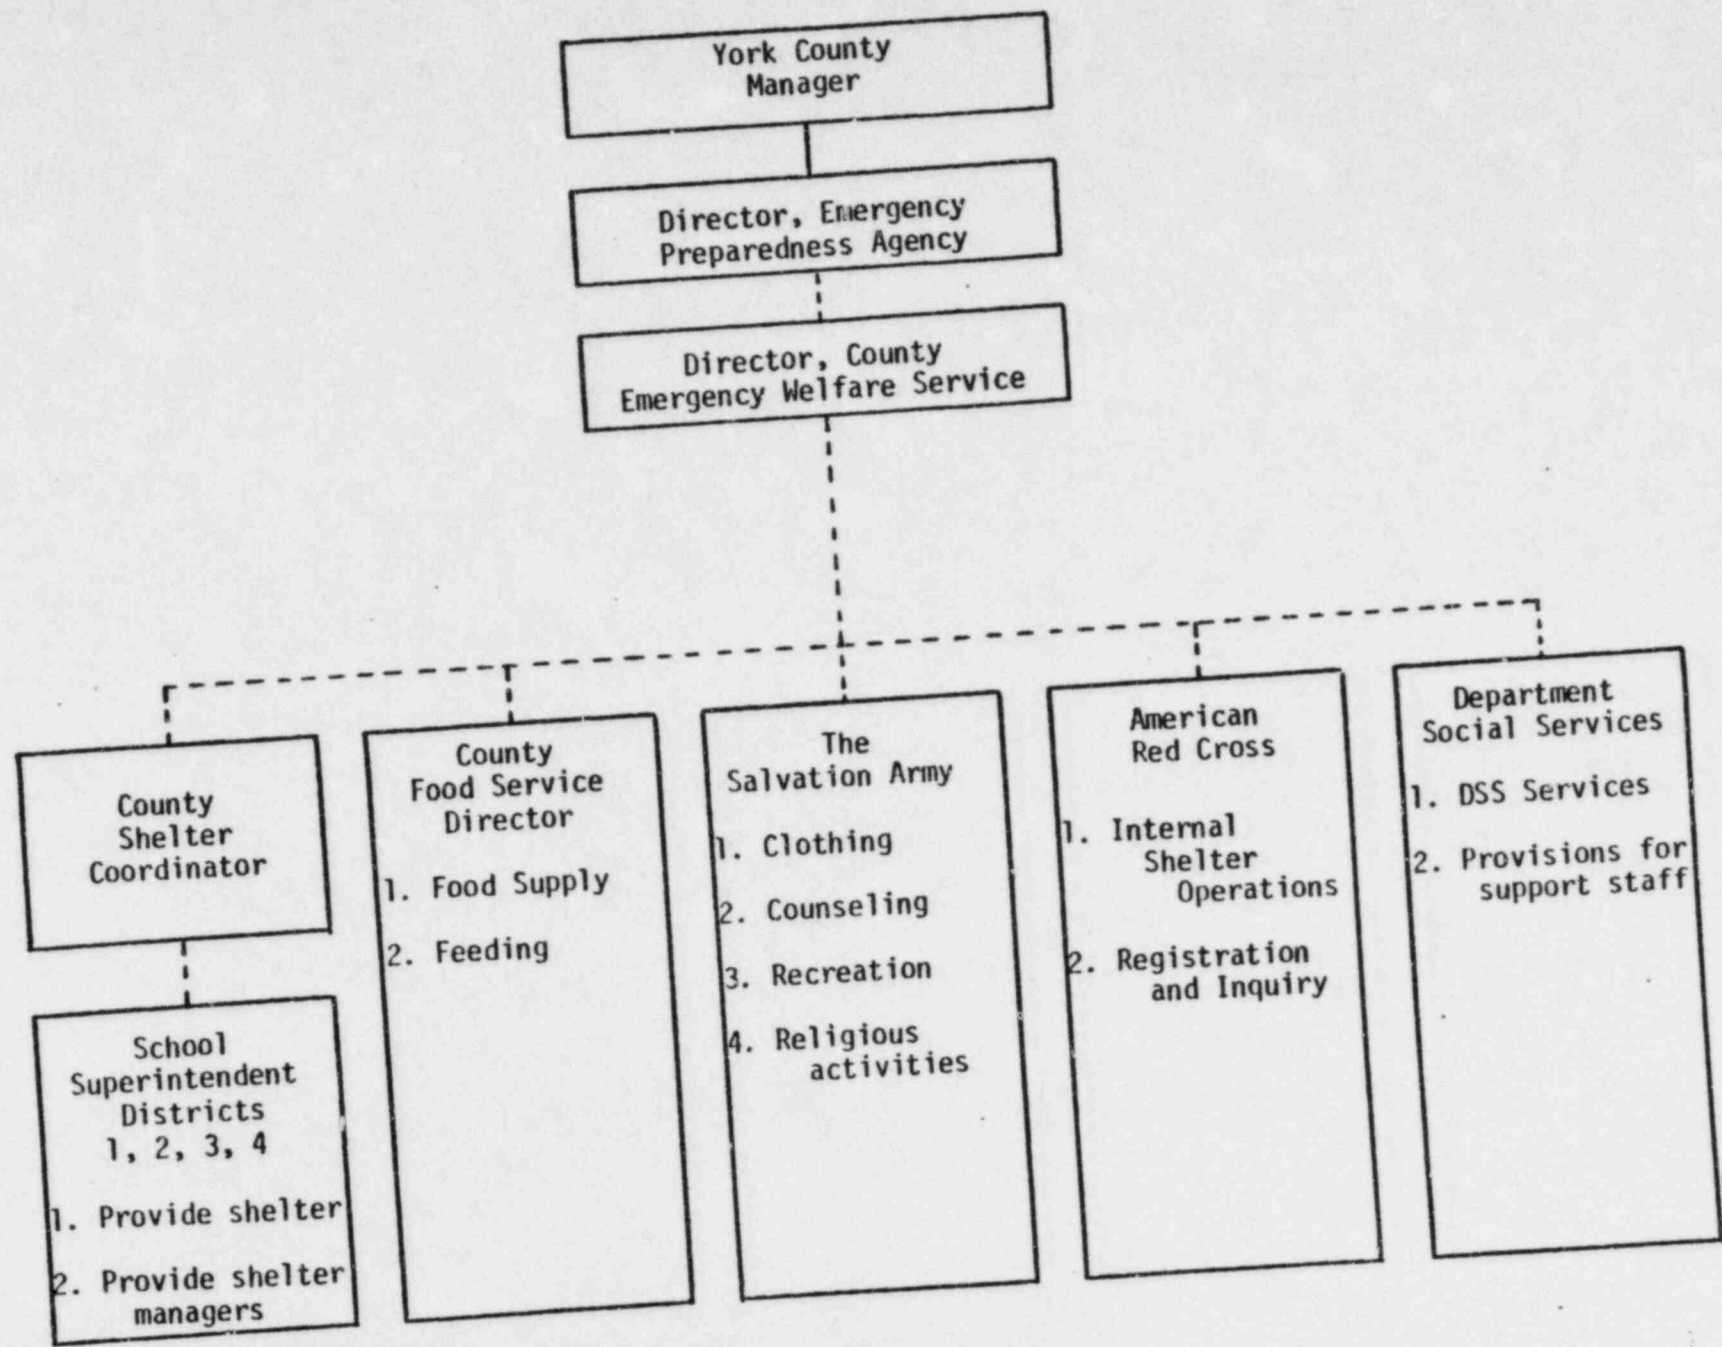 York County
Manager
Director, Emergency
Preparedness Agency
Director, County
Emergency Welfare Service
County
Shelter
Coordinator
School
Superintendent
Districts
1, 2, 3, 4
1. Provide shelter
2. Provide shelter
managers
County
Food Service
Director
1. Food Supply
2. Feeding
The
Salvation Army
1. Clothing
2. Counseling
3. Recreation
4. Religious
activities
American
Red Cross
1. Internal
Shelter
Operations
2. Registration
and Inquiry
Department
Social Services
1. DSS Services
2. Provisions for
support staff